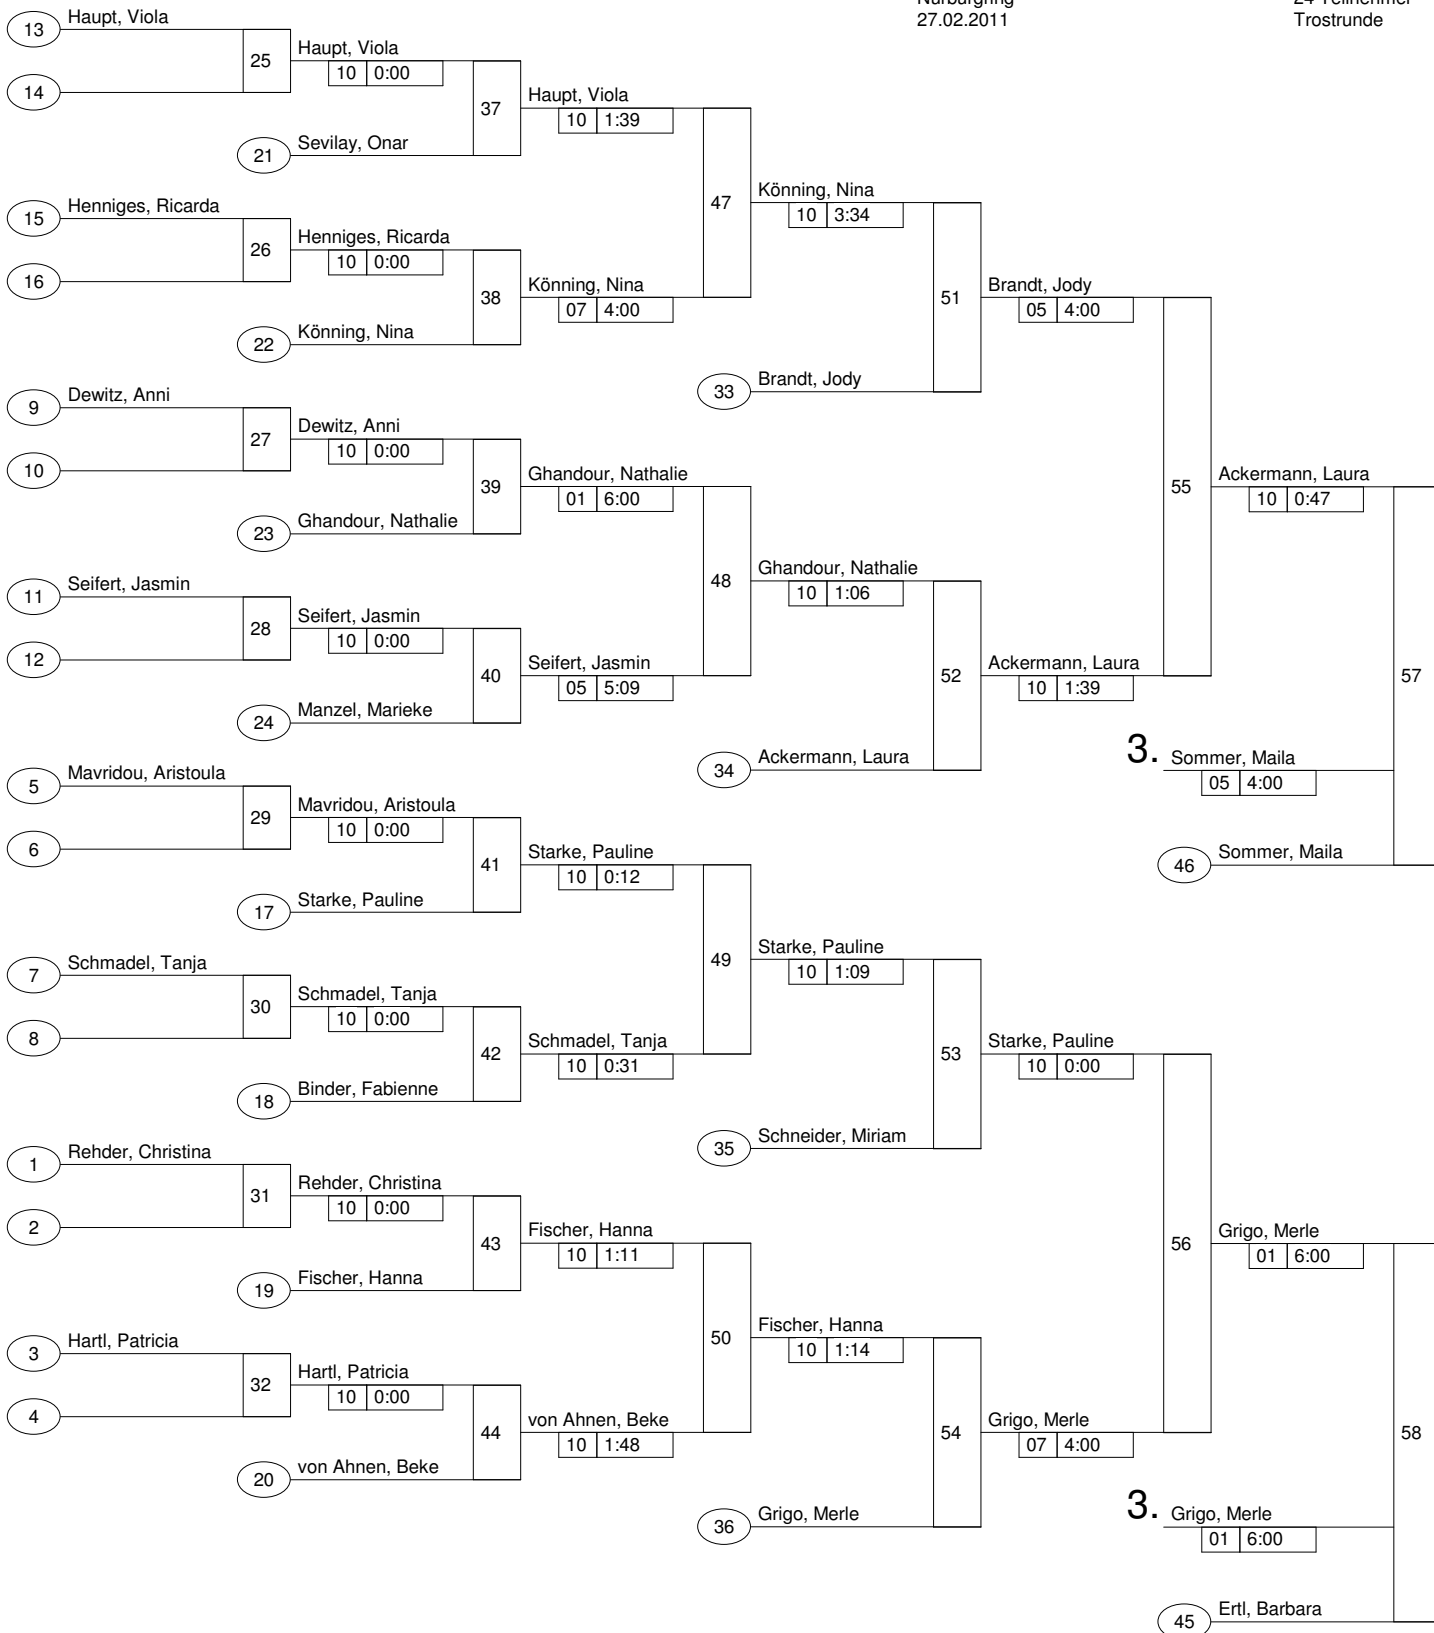 Nürburgring
27.02.2011
24 Teilnehmer
Trostrunde
13 Haupt, Viola
14
25
Haupt, Viola
10 0:00
21 Sevilay, Onar
37
Haupt, Viola
10 1:39
15 Henniges, Ricarda
16
26
Henniges, Ricarda
10 0:00
22 Könning, Nina
38
Könning, Nina
07 4:00
47
Könning, Nina
10 3:34
33 Brandt, Jody
51
Brandt, Jody
05 4:00
9 Dewitz, Anni
10
27
Dewitz, Anni
10 0:00
23 Ghandour, Nathalie
39
Ghandour, Nathalie
01 6:00
11 Seifert, Jasmin
12
28
Seifert, Jasmin
10 0:00
24 Manzel, Marieke
40
Seifert, Jasmin
05 5:09
48
Ghandour, Nathalie
10 1:06
34 Ackermann, Laura
52
Ackermann, Laura
10 1:39
55
Ackermann, Laura
10 0:47
57
3. Sommer, Maila
05 4:00
46 Sommer, Maila
5 Mavridou, Aristoula
6
29
Mavridou, Aristoula
10 0:00
17 Starke, Pauline
41
Starke, Pauline
10 0:12
7 Schmadel, Tanja
8
30
Schmadel, Tanja
10 0:00
18 Binder, Fabienne
42
Schmadel, Tanja
10 0:31
49
Starke, Pauline
10 1:09
35 Schneider, Miriam
53
Starke, Pauline
10 0:00
1 Rehder, Christina
2
31
Rehder, Christina
10 0:00
19 Fischer, Hanna
43
Fischer, Hanna
10 1:11
3 Hartl, Patricia
4
32
Hartl, Patricia
10 0:00
20 von Ahnen, Beke
44
von Ahnen, Beke
10 1:48
50
Fischer, Hanna
10 1:14
36 Grigo, Merle
54
Grigo, Merle
07 4:00
56
Grigo, Merle
01 6:00
58
3. Grigo, Merle
01 6:00
45 Ertl, Barbara